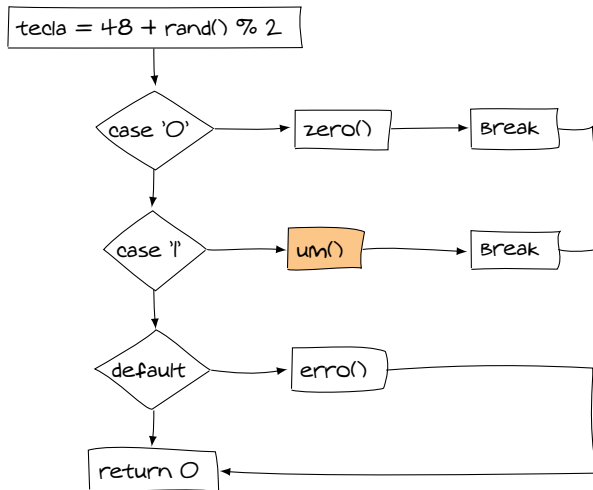 tecla = 48 + rand() % 2
case '0'
zero()
Break
case '1'
um()
Break
default
erro()
return 0